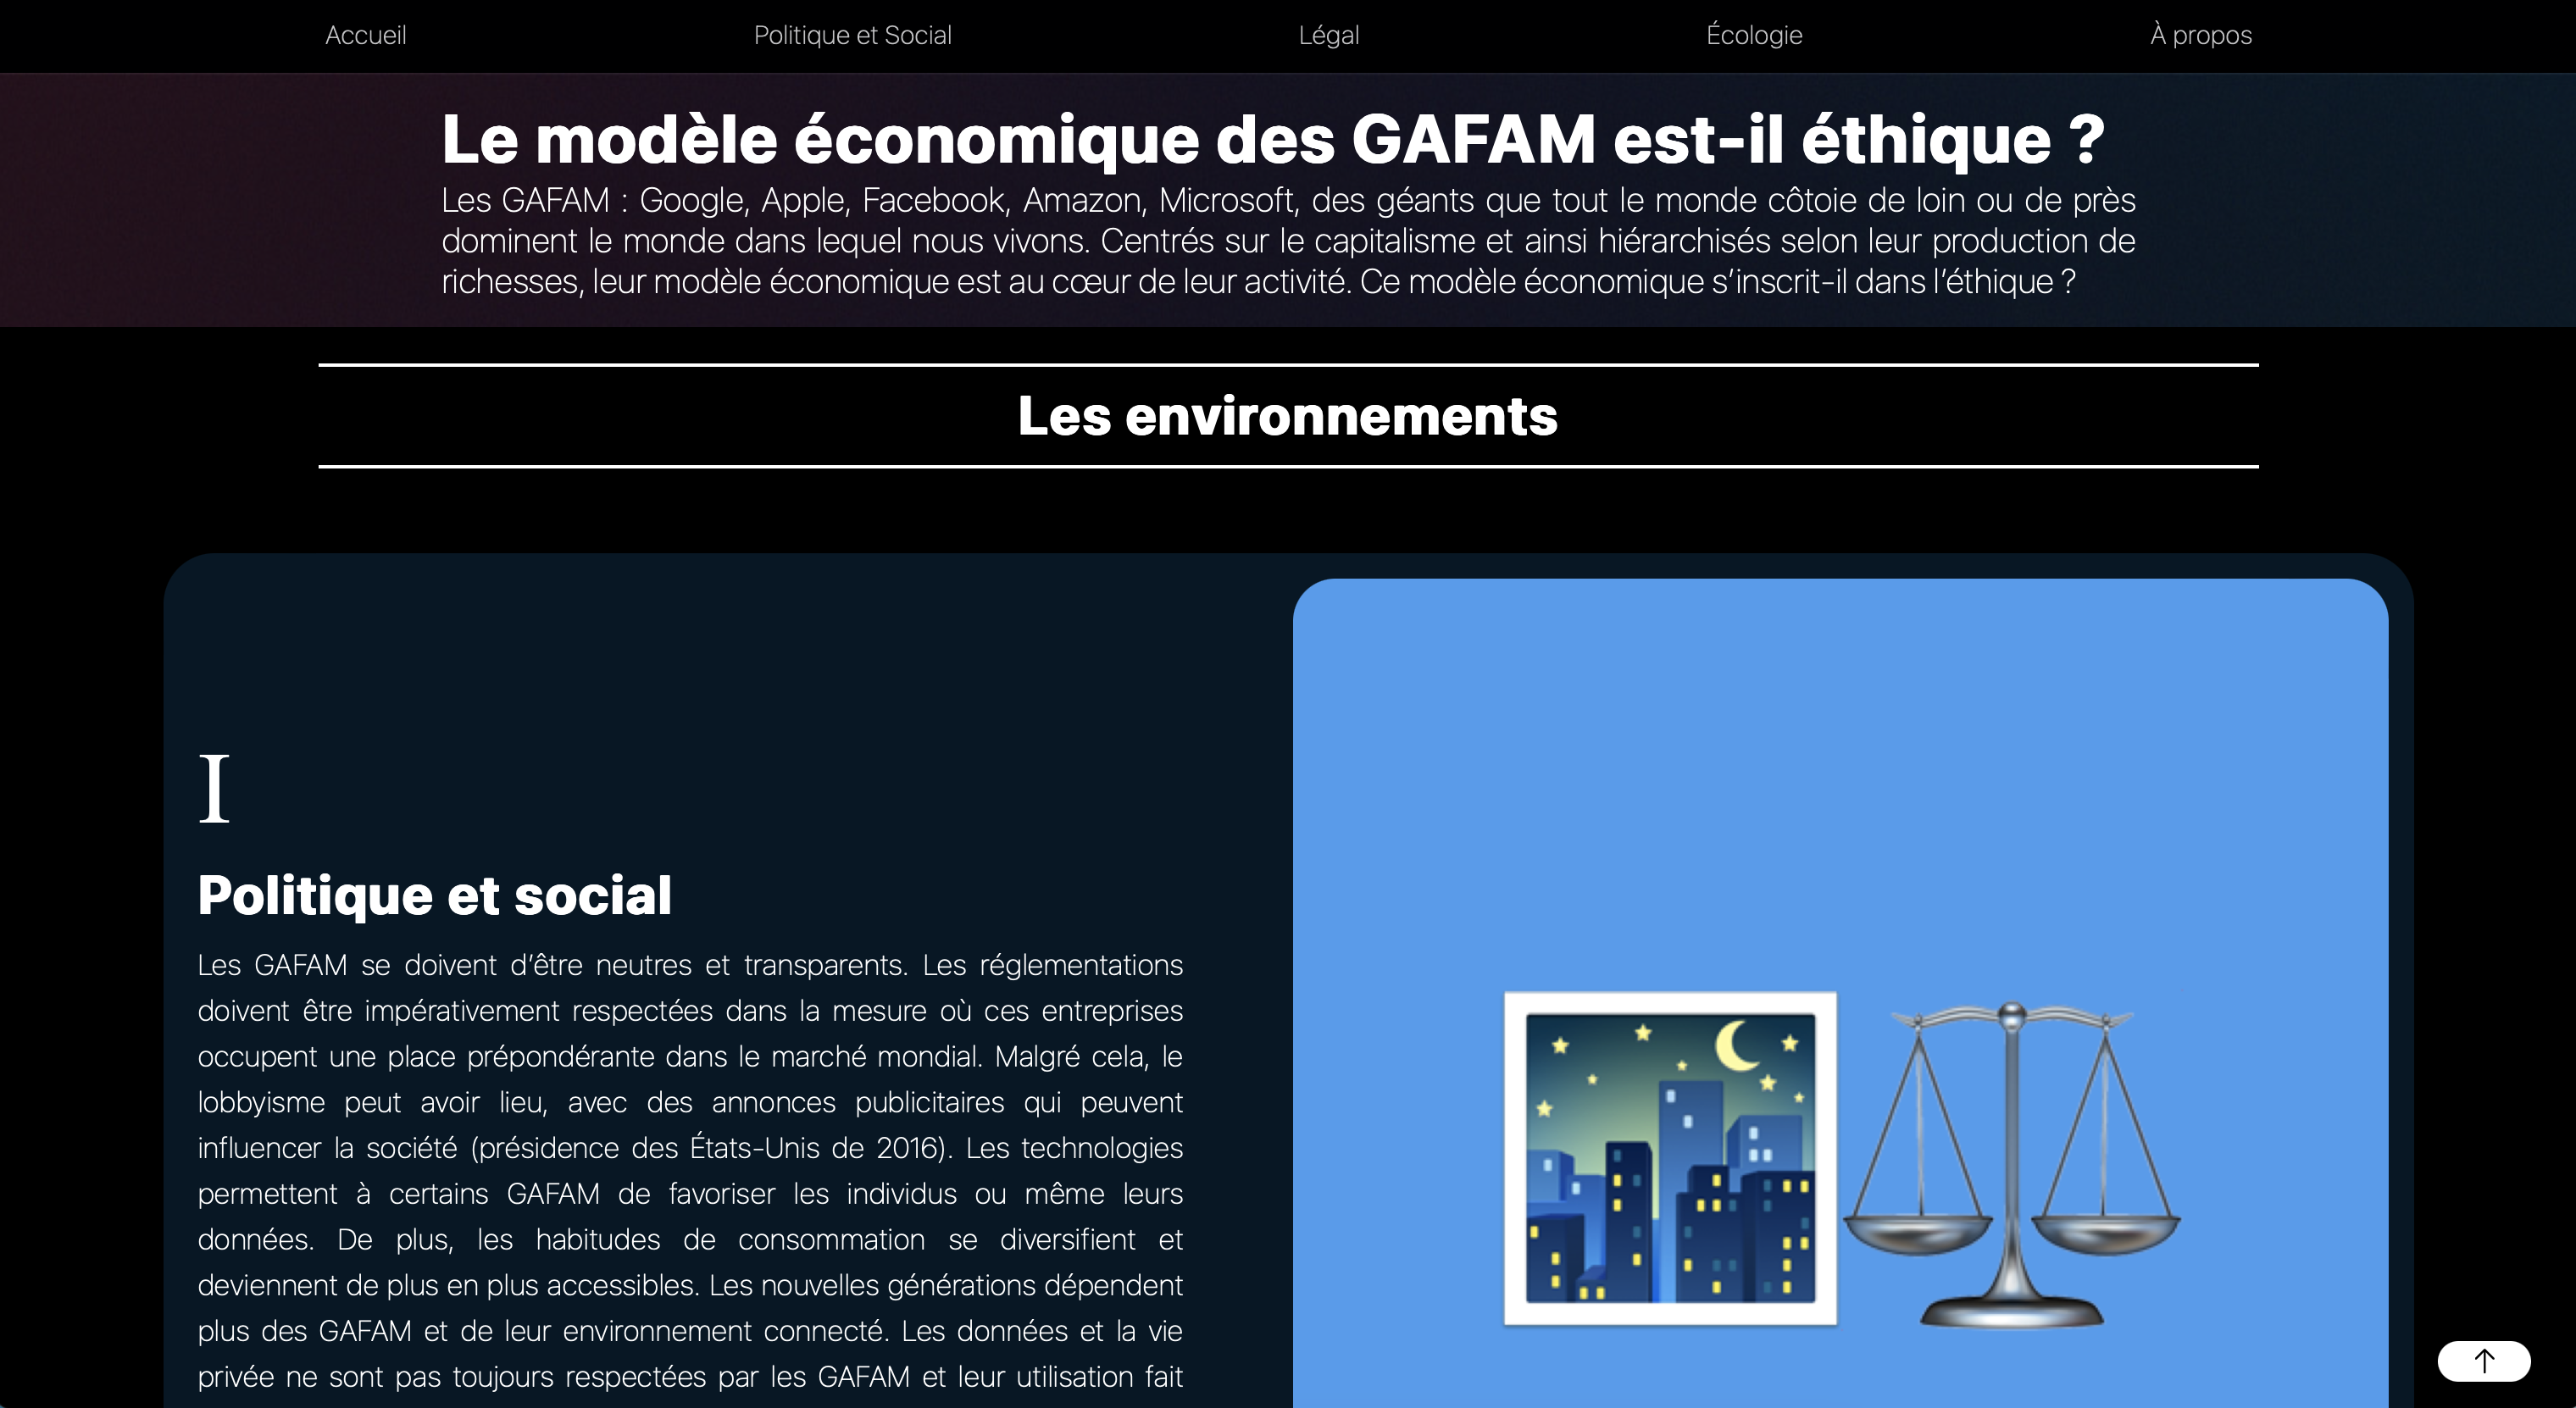 Accueil
Politique et Social
Légal
Écologie
À propos
Le modèle économique des GAFAM est-il éthique ?
Les GAFAM : Google, Apple, Facebook, Amazon, Microsoft, des géants que tout le monde côtoie de loin ou de près
dominent le monde dans lequel nous vivons. Centrés sur le capitalisme et ainsi hiérarchisés selon leur production de
richesses, leur modèle économique est au cœur de leur activité. Ce modèle économique s’inscrit-il dans l’éthique ?
Les environnements
I
Politique et social
Les GAFAM se doivent d’être neutres et transparents. Les réglementations
doivent être impérativement respectées dans la mesure où ces entreprises
occupent une place prépondérante dans le marché mondial. Malgré cela, le
lobbyisme peut avoir lieu, avec des annonces publicitaires qui peuvent
influencer la société (présidence des États-Unis de 2016). Les technologies
permettent à certains GAFAM de favoriser les individus ou même leurs
données. De plus, les habitudes de consommation se diversifient et
deviennent de plus en plus accessibles. Les nouvelles générations dépendent
plus des GAFAM et de leur environnement connecté. Les données et la vie
privée ne sont pas toujours respectées par les GAFAM et leur utilisation fait